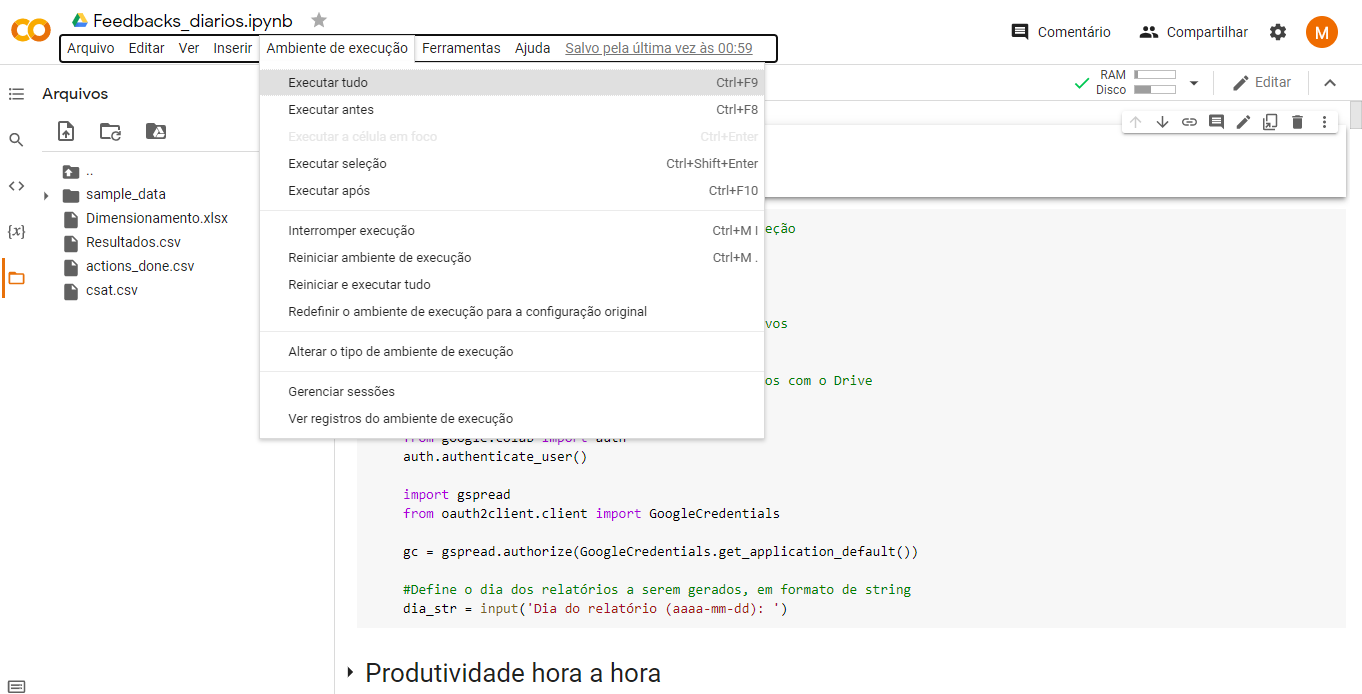 Feedbacks_diarios.ipynb
Arquivo Editar Ver Inserir Ambiente de execução Ferramentas Ajuda Salvo pela última vez às 00:59
Comentário Compartilhar M
Arquivos
..
sample_data
Dimensionamento.xlsx
Resultados.csv
actions_done.csv
csat.csv
Executar tudo Ctrl+F9
Executar antes Ctrl+F8
Executar a célula em foco Ctrl+Enter
Executar seleção Ctrl+Shift+Enter
Executar após Ctrl+F10
Interromper execução Ctrl+M I
Reiniciar ambiente de execução Ctrl+M .
Reiniciar e executar tudo
Redefinir o ambiente de execução para a configuração original
Alterar o tipo de ambiente de execução
Gerenciar sessões
Ver registros do ambiente de execução
RAM
Disco
Editar
eção
vos
os com o Drive
from google.colab import auth
auth.authenticate_user()
import gspread
from oauth2client.client import GoogleCredentials
gc = gspread.authorize(GoogleCredentials.get_application_default())
#Define o dia dos relatórios a serem gerados, em formato de string
dia_str = input('Dia do relatório (aaaa-mm-dd): ')
Produtividade hora a hora